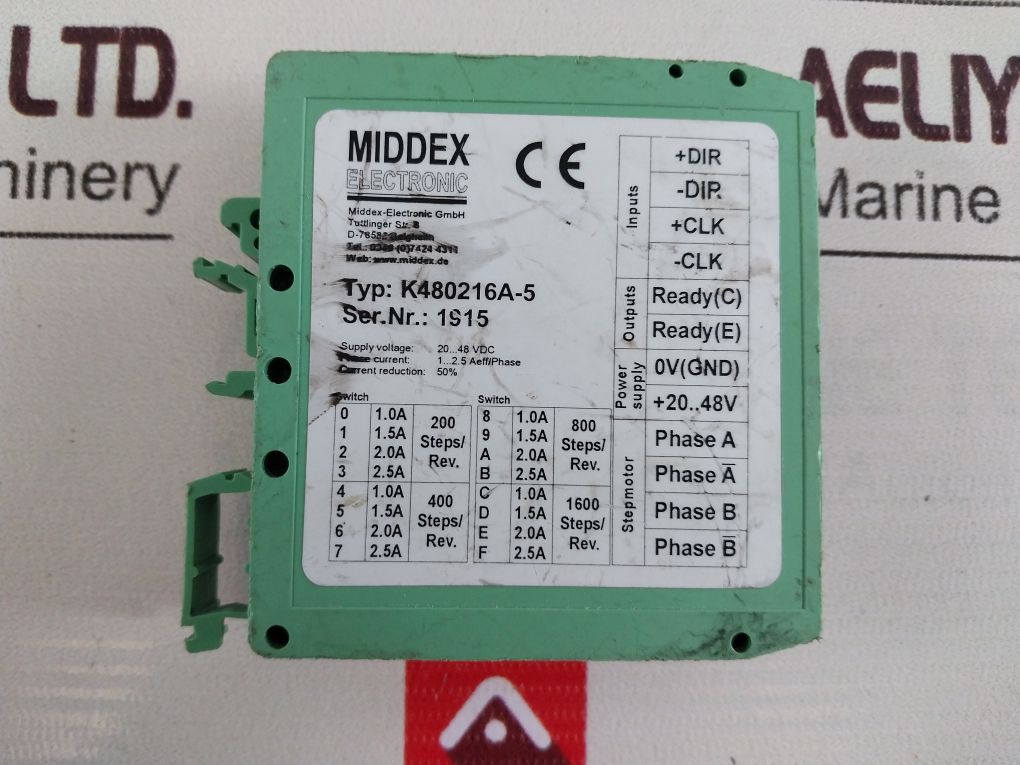 LTD.
AELIY
hinery
Marine
MIDDEX
ELECTRONIC
CE
Middex-Electronic GmbH
Tuttlinger Str. 8
Web: www.middex.de
Typ: K480216A-5
Ser.Nr.: 1915
Supply voltage: 20...48 VDC
Phase current: 1...2.5 Aeff/Phase
Current reduction: 50%
Switch
0 1.0A
1 1.5A
2 2.0A
3 2.5A
200
Steps/
Rev.
4 1.0A
5 1.5A
6 2.0A
7 2.5A
400
Steps/
Rev.
Switch
8 1.0A
9 1.5A
A 2.0A
B 2.5A
800
Steps/
Rev.
C 1.0A
D 1.5A
E 2.0A
F 2.5A
1600
Steps/
Rev.
Inputs
+DIR
-DIR
+CLK
-CLK
Outputs
Ready(C)
Ready(E)
Power
supply
0V(GND)
+20..48V
Stepmotor
Phase A
Phase A̅
Phase B
Phase B̅